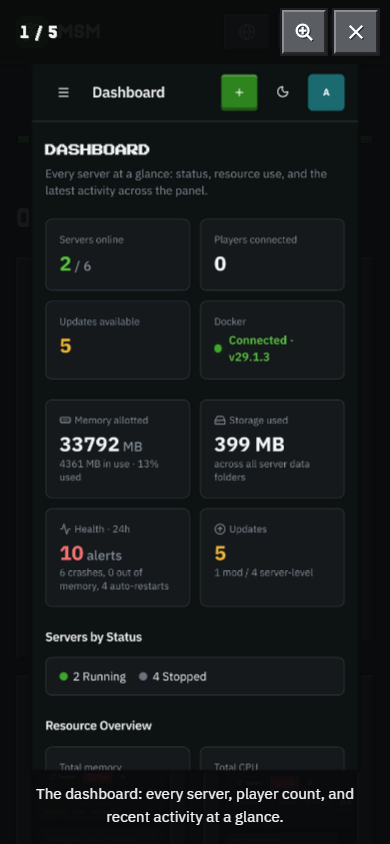 1 / 5
MSM
Dashboard
+
A
DASHBOARD
Every server at a glance: status, resource use, and the
latest activity across the panel.
Servers online
2 / 6
Players connected
0
Updates available
5
Docker
Connected ·
v29.1.3
Memory allotted
33792 MB
4361 MB in use · 13%
used
Storage used
399 MB
across all server data
folders
Health · 24h
10 alerts
6 crashes, 0 out of
memory, 4 auto-restarts
Updates
5
1 mod / 4 server-level
Servers by Status
2 Running
4 Stopped
Resource Overview
Total memory
Total CPU
The dashboard: every server, player count, and
recent activity at a glance.